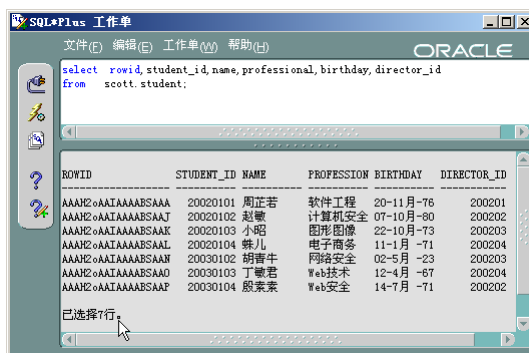 SQL*Plus 工作单
文件(F) 编辑(E) 工作单(W) 帮助(H)
ORACLE
select rowid,student_id,name,professional,birthday,director_id
from scott.student;
ROWID STUDENT_ID NAME PROFESSION BIRTHDAY DIRECTOR_ID
------------------ ---------- ---------- ---------- ---------- -----------
AAAH2oAAIAAAABSAAA 20020101 周芷若 软件工程 20-11月-76 200201
AAAH2oAAIAAAABSAAJ 20020102 赵敏 计算机安全 07-10月-80 200202
AAAH2oAAIAAAABSAAK 20020103 小昭 图形图像 22-10月-73 200203
AAAH2oAAIAAAABSAAL 20020104 蛛儿 电子商务 11-1月 -71 200204
AAAH2oAAIAAAABSAAN 20030102 胡青牛 网络安全 02-5月 -23 200203
AAAH2oAAIAAAABSAAO 20030103 丁敏君 Web技术 12-4月 -67 200204
AAAH2oAAIAAAABSAAP 20030104 殷素素 Web安全 14-7月 -71 200202
已选择7行。